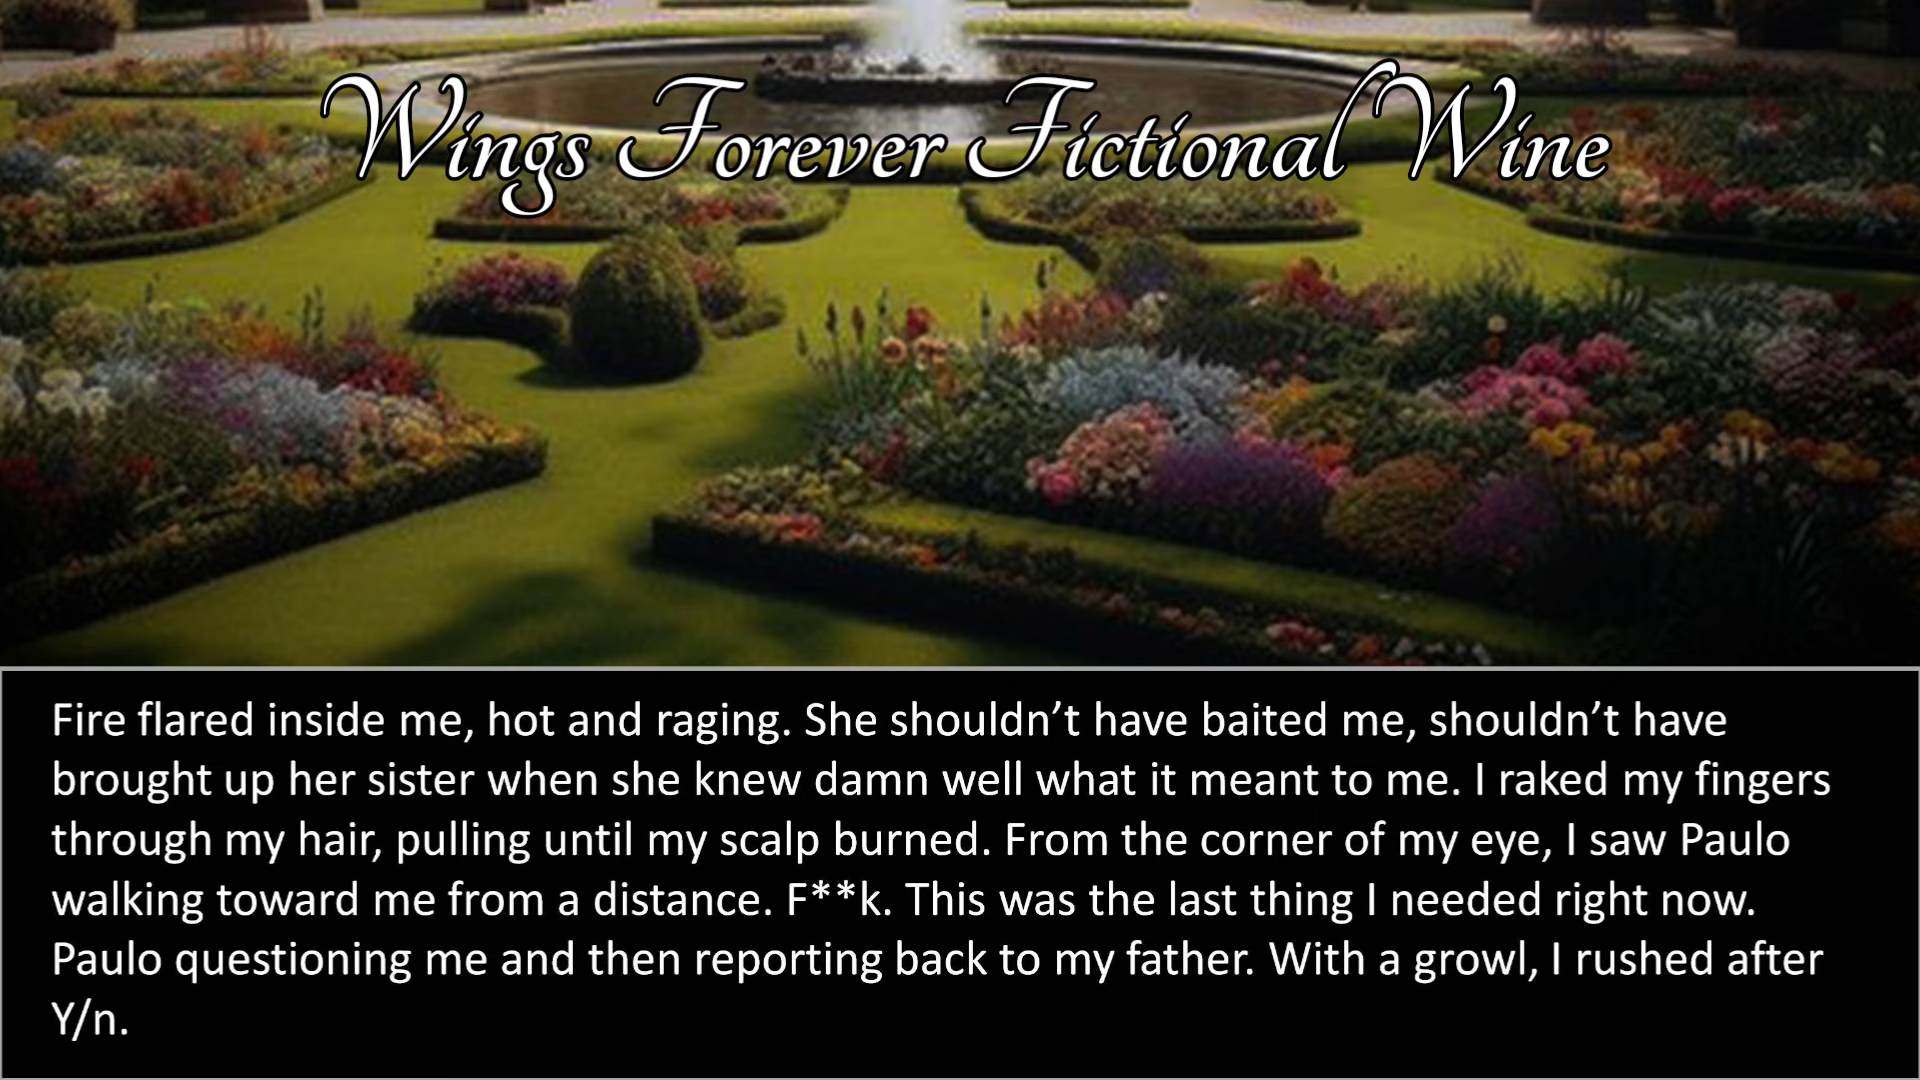 Wings Forever Fictional Wine
Fire flared inside me, hot and raging. She shouldn’t have baited me, shouldn’t have
brought up her sister when she knew damn well what it meant to me. I raked my fingers
through my hair, pulling until my scalp burned. From the corner of my eye, I saw Paulo
walking toward me from a distance. F**k. This was the last thing I needed right now.
Paulo questioning me and then reporting back to my father. With a growl, I rushed after
Y/n.